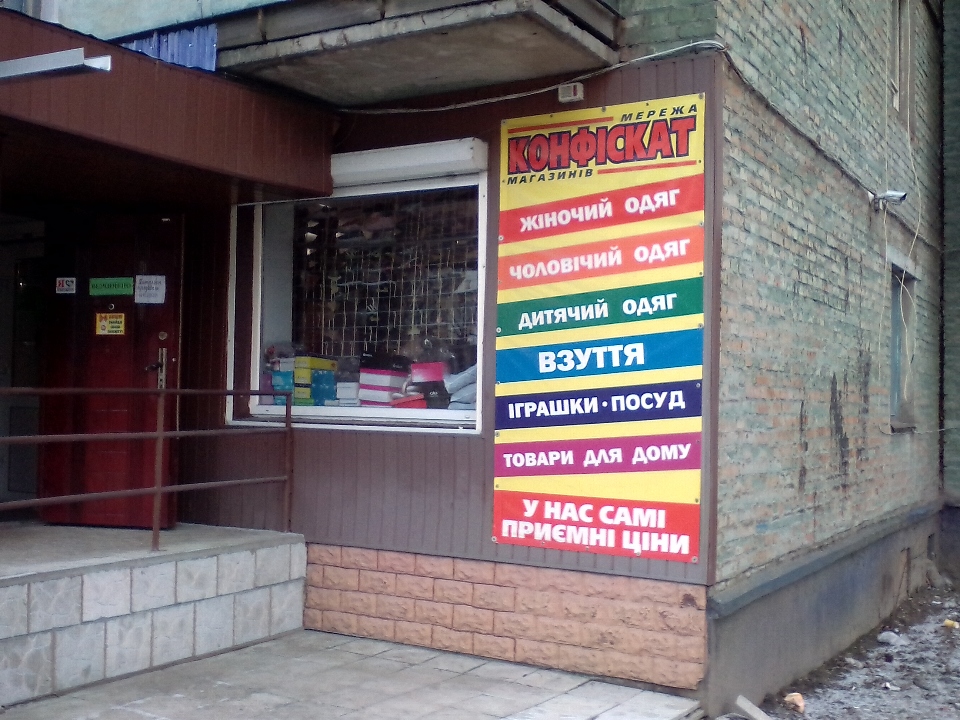 МЕРЕЖА
КОНФІСКАТ
МАГАЗИНІВ
ЖІНОЧИЙ ОДЯГ
ЧОЛОВІЧИЙ ОДЯГ
ДИТЯЧИЙ ОДЯГ
ВЗУТТЯ
ІГРАШКИ • ПОСУД
ТОВАРИ ДЛЯ ДОМУ
У НАС САМІ
ПРИЄМНІ ЦІНИ
Я
ВІДЧИНЕНО